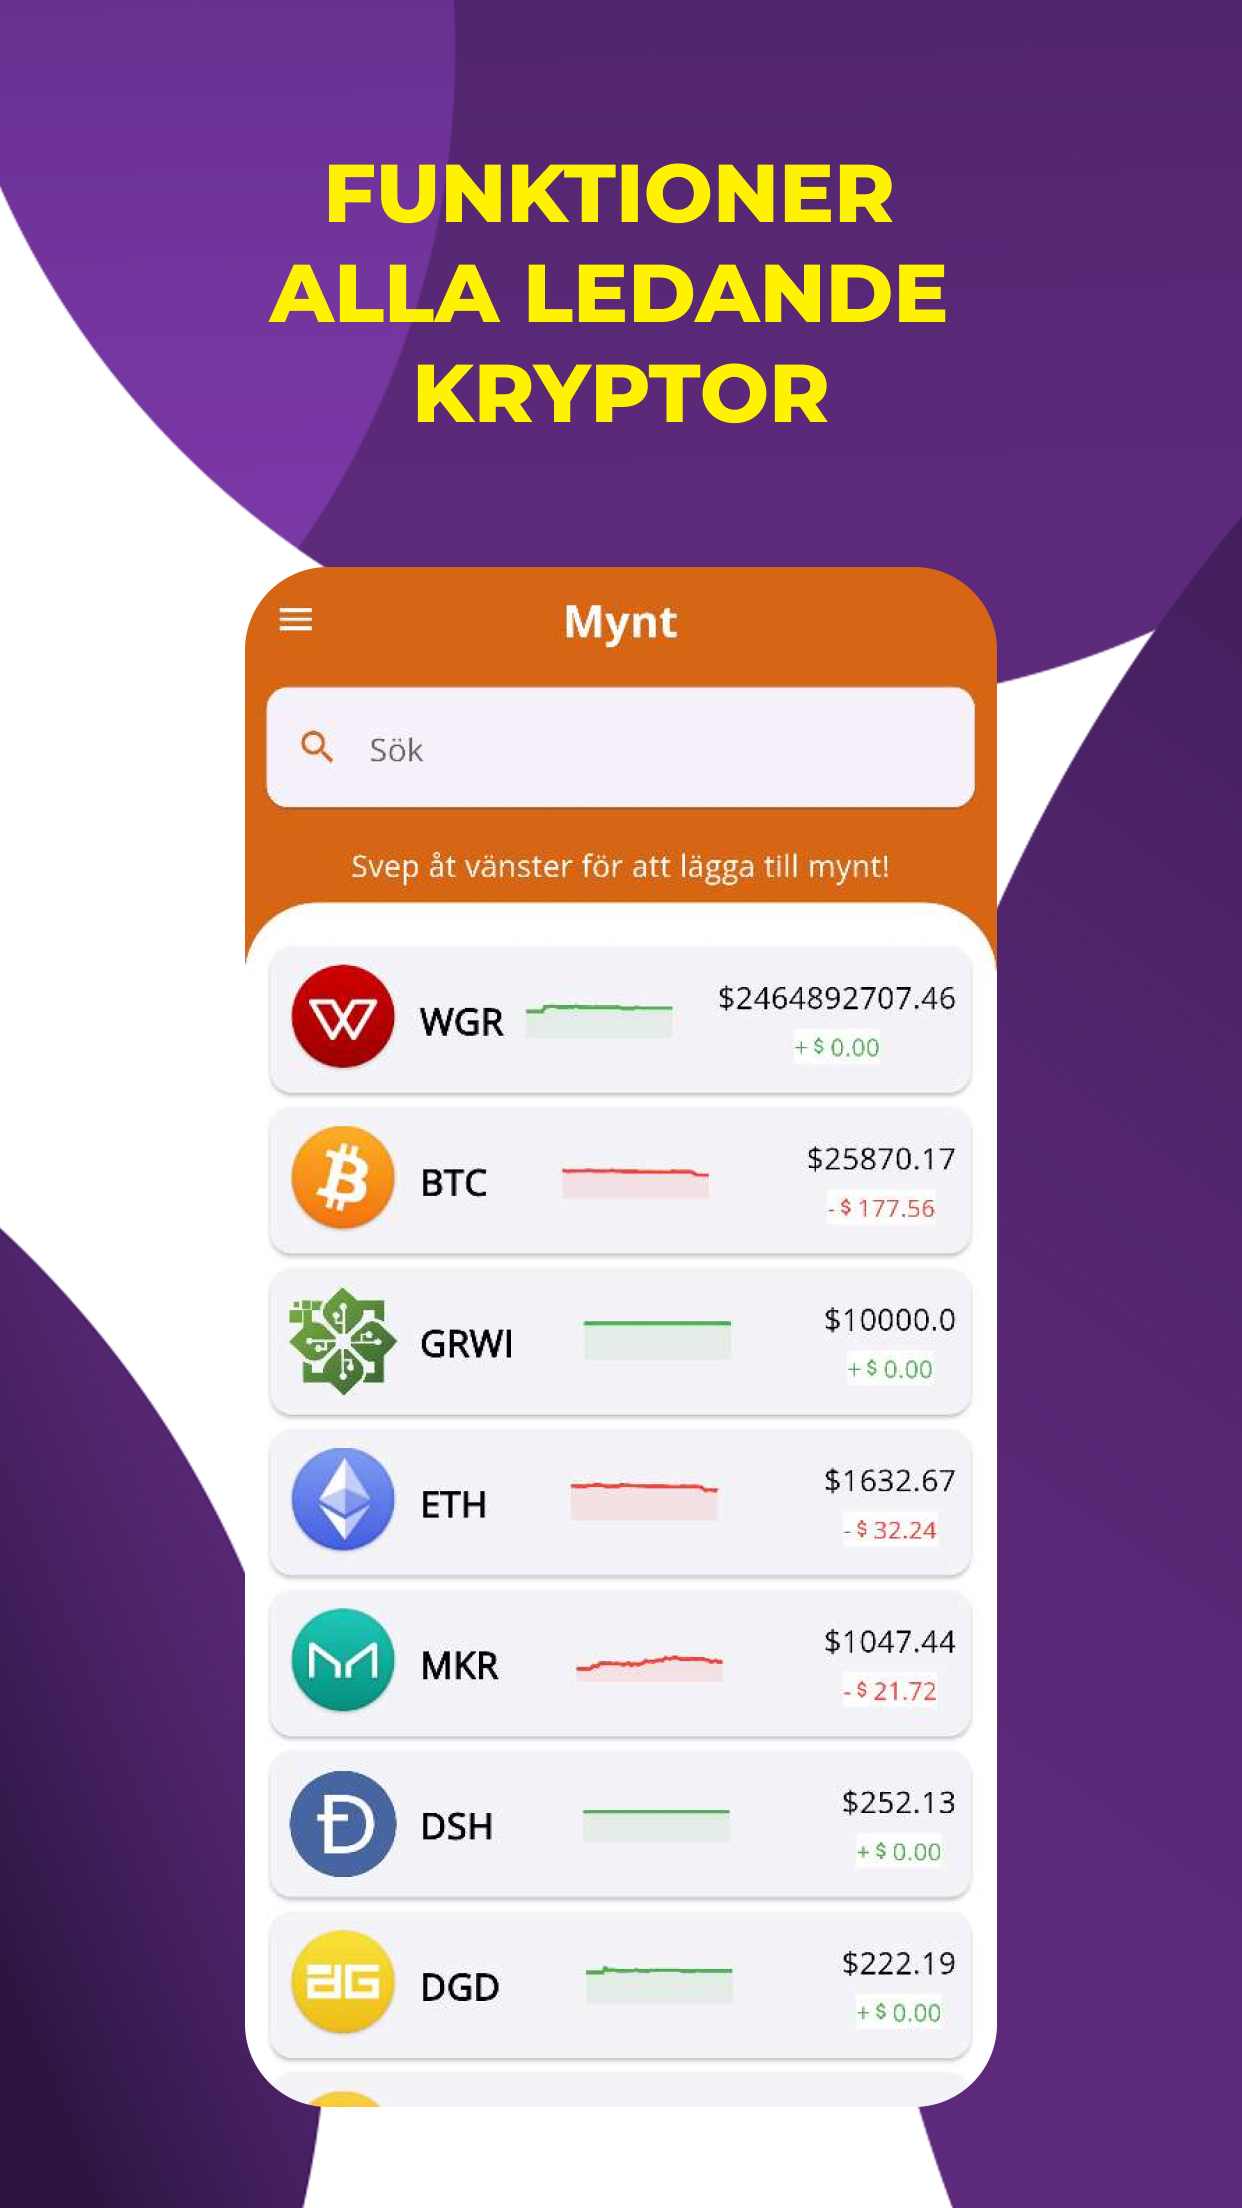 FUNKTIONER
ALLA LEDANDE
KRYPTOR
Mynt
Sök
Svep åt vänster för att lägga till mynt!
WGR
$2464892707.46
+ $ 0.00
BTC
$25870.17
- $ 177.56
GRWI
$10000.0
+ $ 0.00
ETH
$1632.67
- $ 32.24
MKR
$1047.44
- $ 21.72
DSH
$252.13
+ $ 0.00
DGD
$222.19
+ $ 0.00